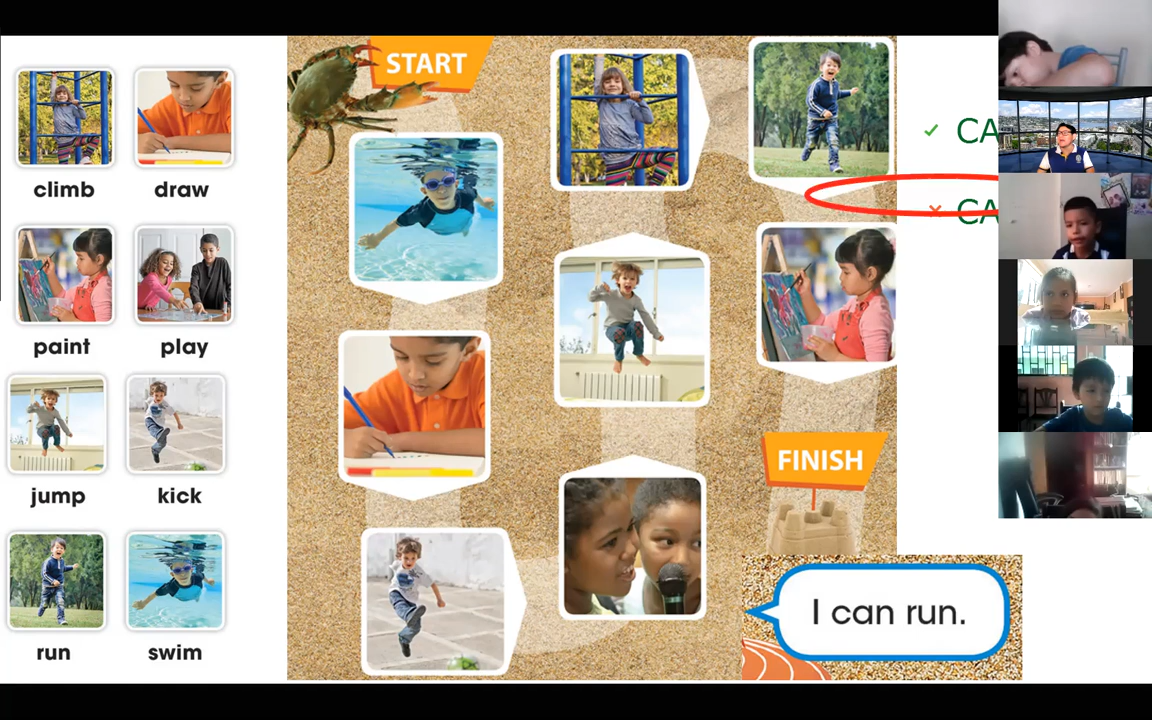 START
climb
draw
paint
play
jump
kick
run
swim
FINISH
I can run.
CA
CA